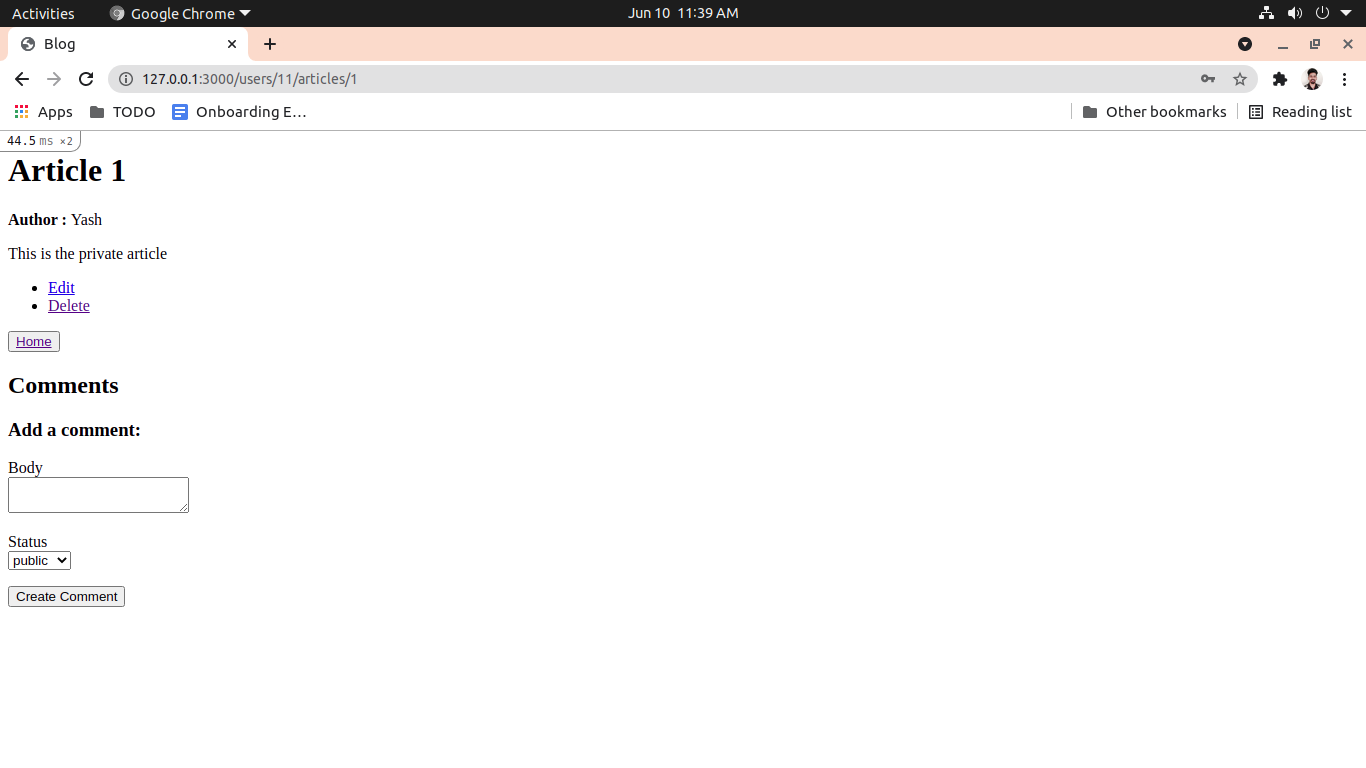 Activities Google Chrome Jun 10 11:39 AM
Blog
127.0.0.1:3000/users/11/articles/1
Apps TODO Onboarding E… Other bookmarks Reading list
44.5 ms ×2
Article 1
Author : Yash
This is the private article
Edit
Delete
Home
Comments
Add a comment:
Body
Status
public
Create Comment